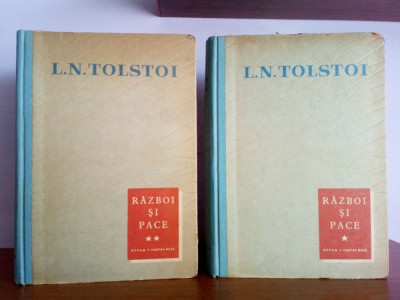 L.N.TOLSTOI
RĂZBOI
ȘI
PACE
★★
L.N.TOLSTOI
RĂZBOI
ȘI
PACE
★